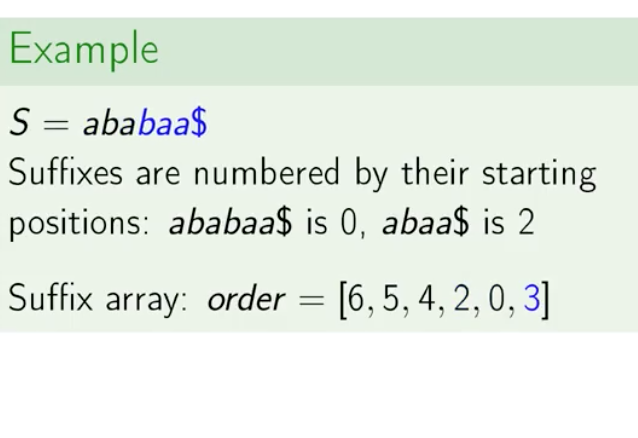 Example
S = ababaa$
Suffixes are numbered by their starting
positions: ababaa$ is 0, abaa$ is 2
Suffix array: order = [6, 5, 4, 2, 0, 3]